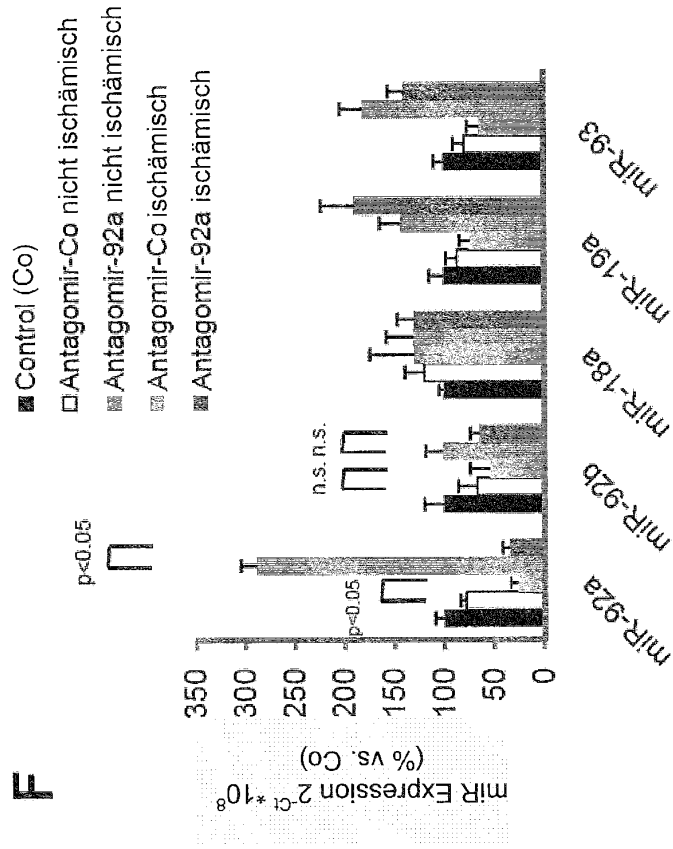 F
Control (Co)
Antagomir-Co nicht ischämisch
Antagomir-92a nicht ischämisch
Antagomir-Co ischämisch
Antagomir-92a ischämisch
miR Expression 2^-Ct * 10^8
(% vs. Co)
350
300
250
200
150
100
50
0
p<0.05
p<0.05
n.s. n.s.
miR-92a
miR-92b
miR-18a
miR-19a
miR-93